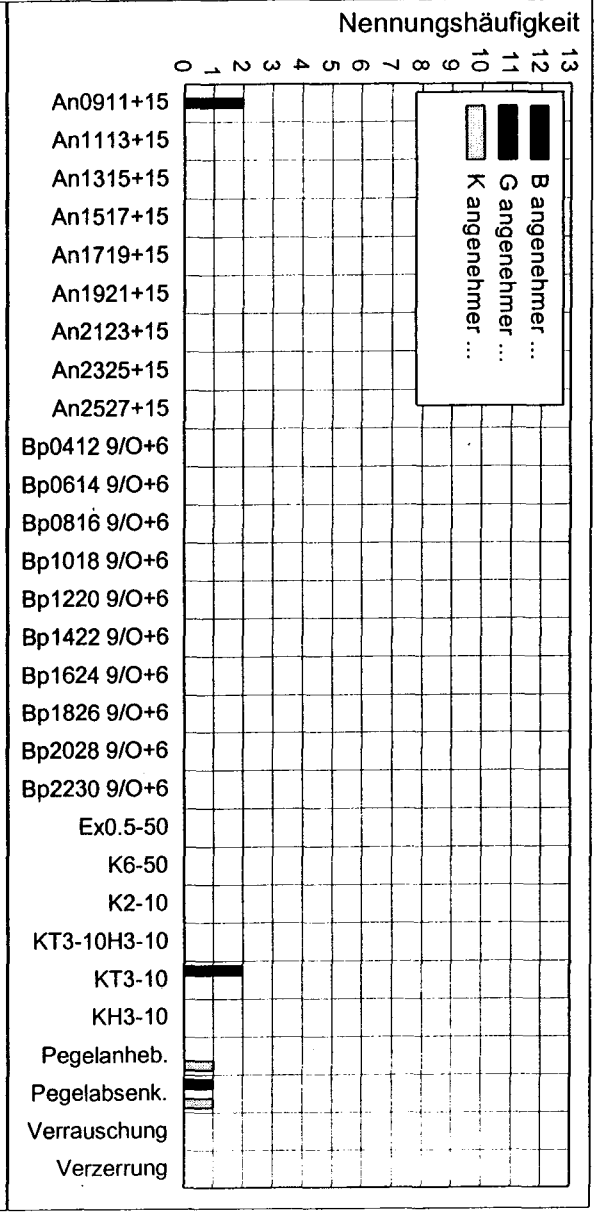 Nennungshäufigkeit
0 1 2 3 4 5 6 7 8 9 10 11 12 13
B angenehmer ...
G angenehmer ...
K angenehmer ...
An0911+15
An1113+15
An1315+15
An1517+15
An1719+15
An1921+15
An2123+15
An2325+15
An2527+15
Bp0412 9/O+6
Bp0614 9/O+6
Bp0816 9/O+6
Bp1018 9/O+6
Bp1220 9/O+6
Bp1422 9/O+6
Bp1624 9/O+6
Bp1826 9/O+6
Bp2028 9/O+6
Bp2230 9/O+6
Ex0.5-50
K6-50
K2-10
KT3-10H3-10
KT3-10
KH3-10
Pegelanheb.
Pegelabsenk.
Verrauschung
Verzerrung